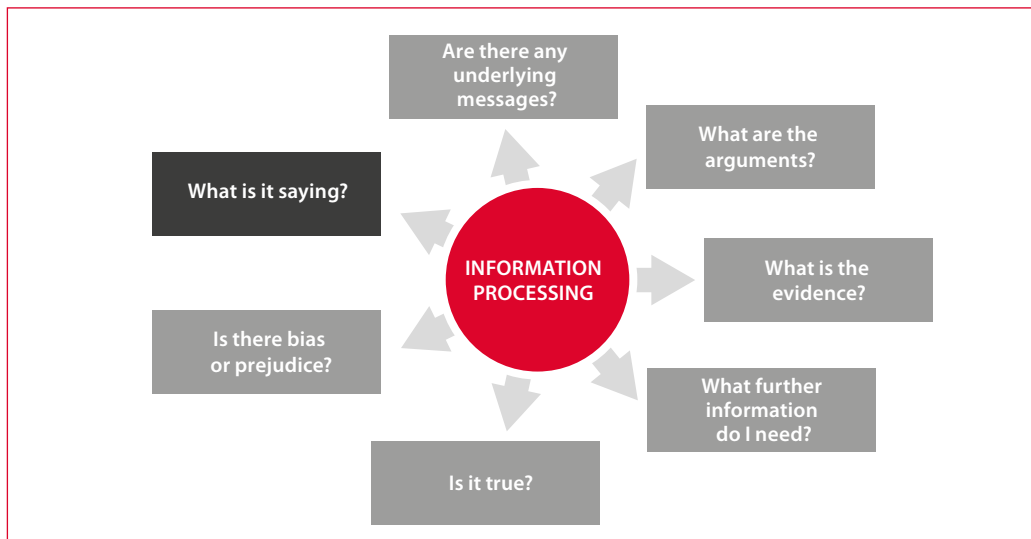 Are there any
underlying
messages?
What are the
arguments?
What is it saying?
INFORMATION
PROCESSING
What is the
evidence?
Is there bias
or prejudice?
What further
information
do I need?
Is it true?